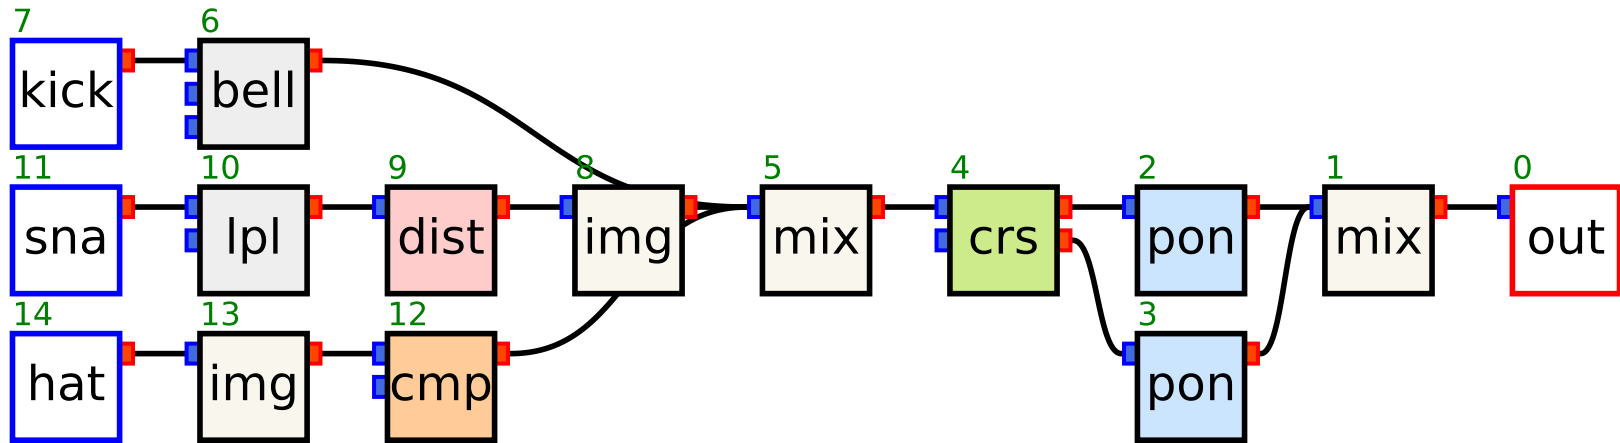 7 6
kick bell
11 10 9 8 5 4 2 1 0
sna lpl dist img mix crs pon mix out
14 13 12 3
hat img cmp pon